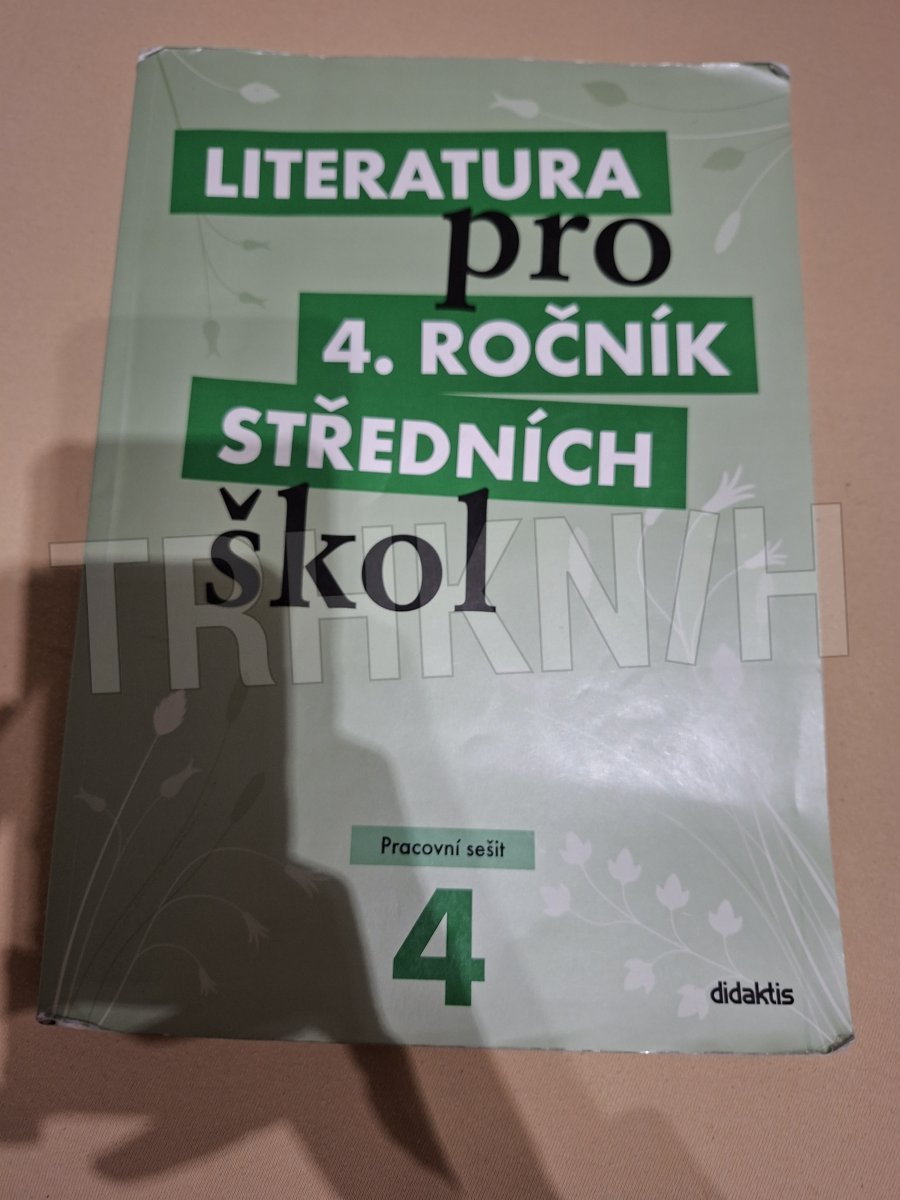 LITERATURA
pro
4. ROČNÍK
STŘEDNÍCH
škol
TRHKNIH
Pracovní sešit
4
didaktis